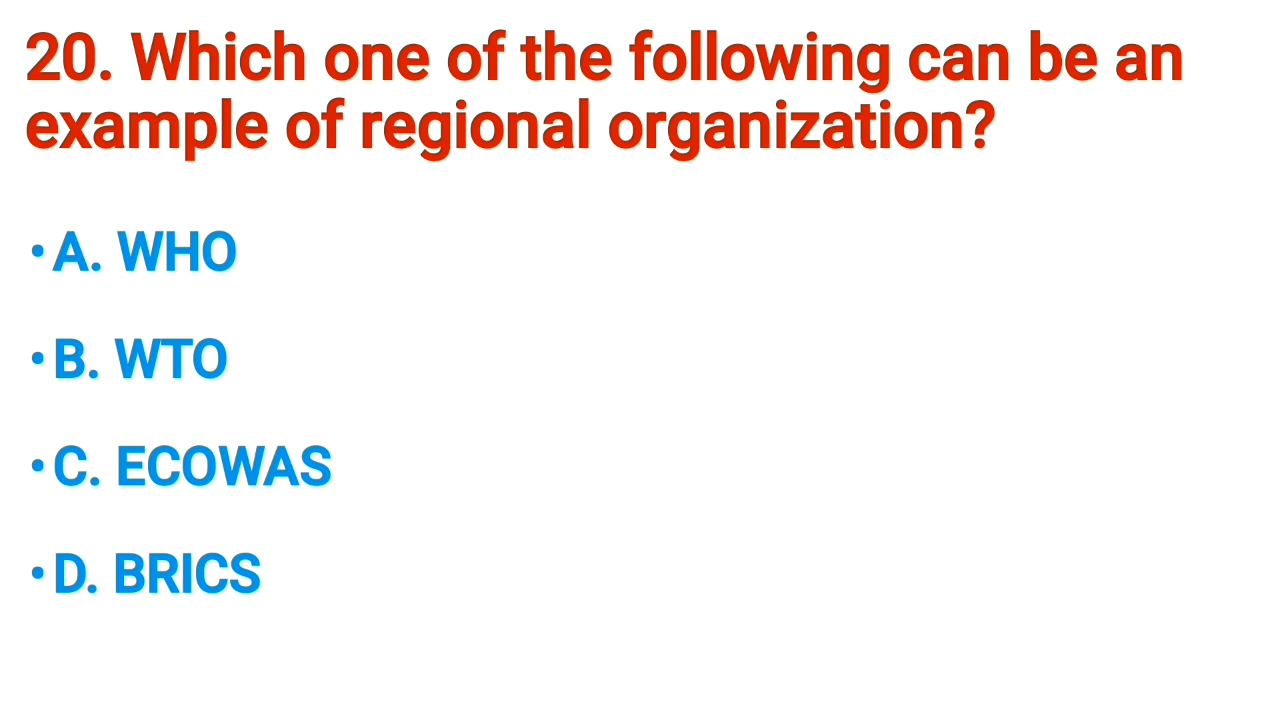 20. Which one of the following can be an
example of regional organization?
• A. WHO
• B. WTO
• C. ECOWAS
• D. BRICS